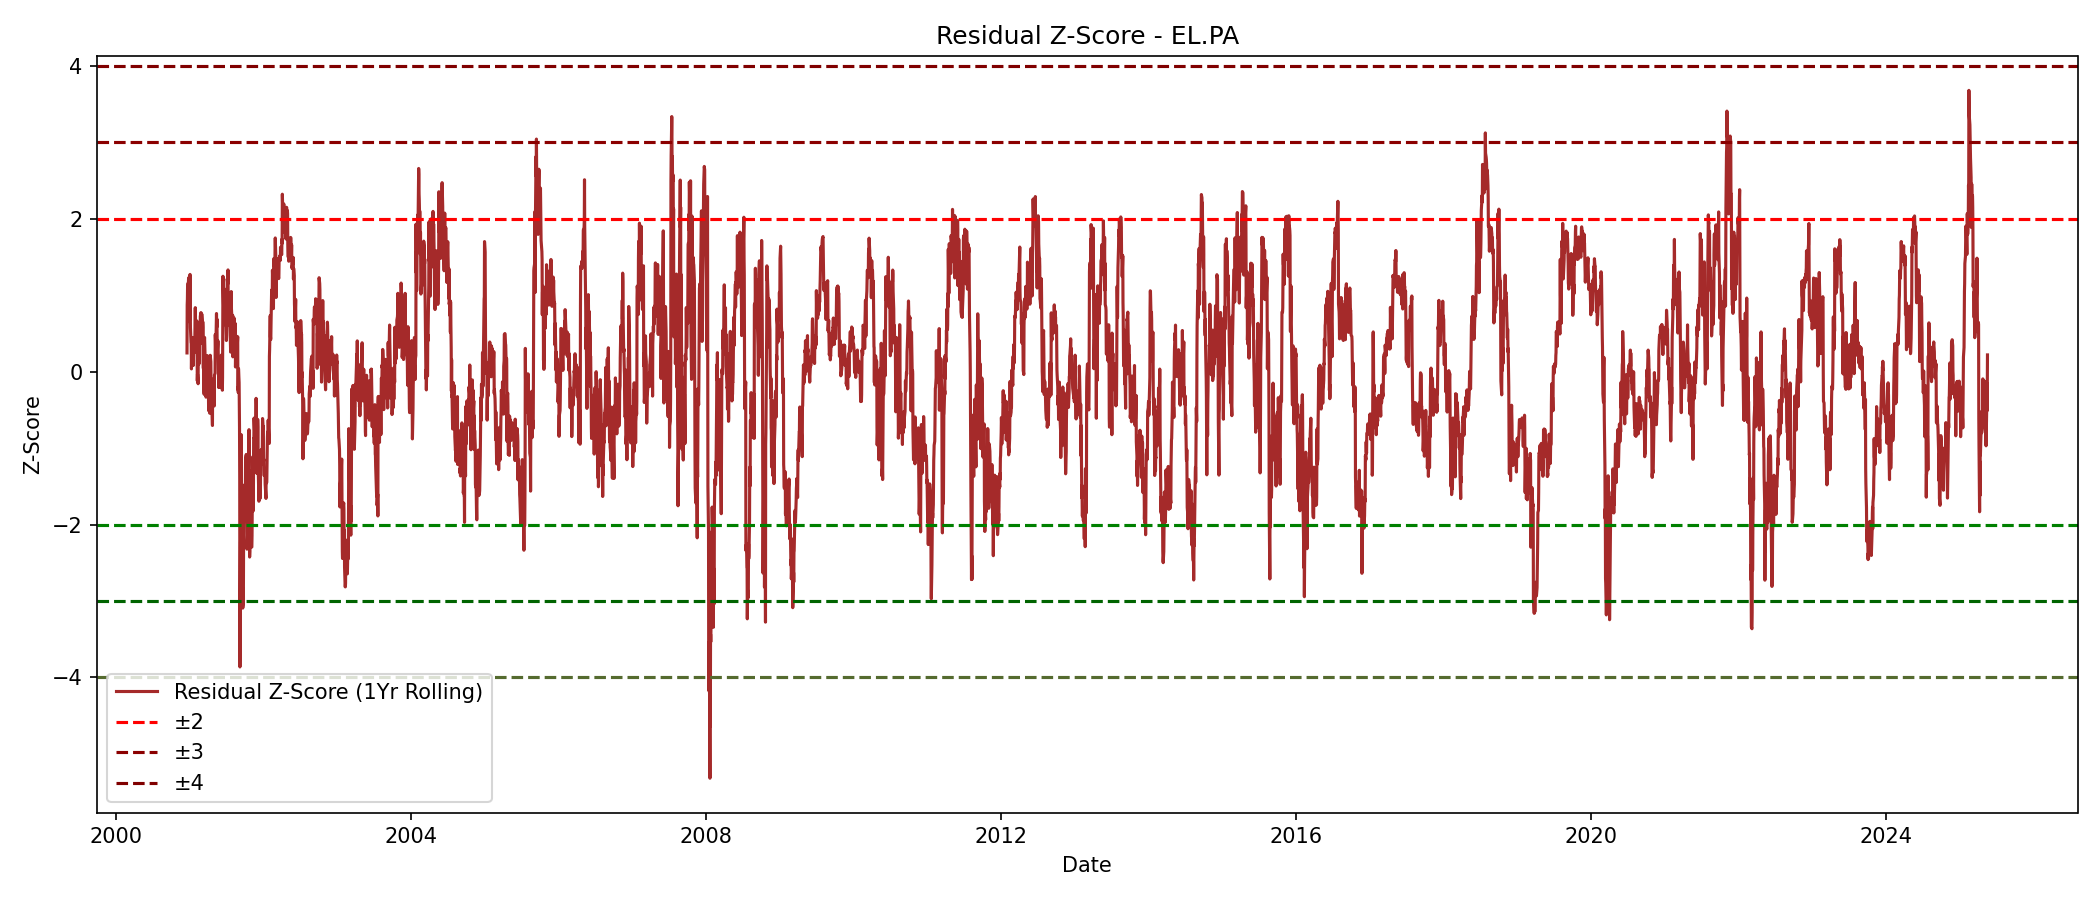 Residual Z-Score - EL.PA
Z-Score
4
2
0
−2
−4
Residual Z-Score (1Yr Rolling)
±2
±3
±4
2000 2004 2008 2012 2016 2020 2024
Date